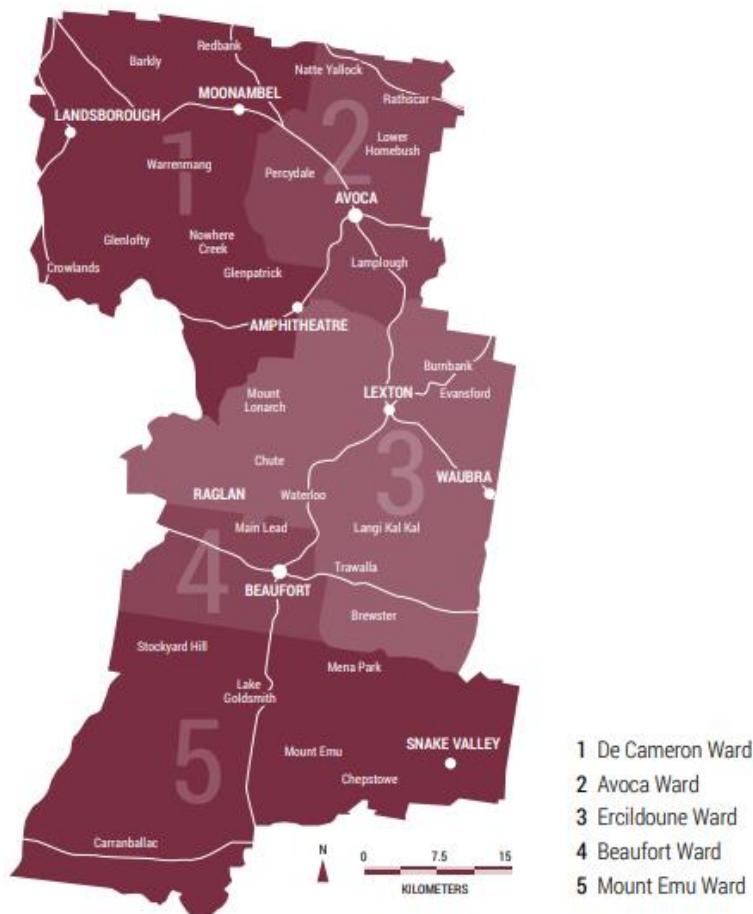 Redbank
Barkly
Natte Yallock
MOONAMBEL
Rathscar
LANDSBOROUGH
2
Lower
Homebush
1
Warrenmang
Percydale
AVOCA
Nowhere
Creek
Glenlofty
Lamplough
Crowlands
Glenpatrick
AMPHITHEATRE
Burnbank
Mount
Lonarch
LEXTON
Evansford
Chute
3
WAUBRA
RAGLAN
Waterloo
Main Lead
Langi Kal Kal
4
Trawalla
BEAUFORT
Brewster
Stockyard Hill
Mena Park
Lake
Goldsmith
5
Mount Emu
SNAKE VALLEY
Chepstowe
Carranballac
N
0 7.5 15
KILOMETERS
1 De Cameron Ward
2 Avoca Ward
3 Ercildoune Ward
4 Beaufort Ward
5 Mount Emu Ward